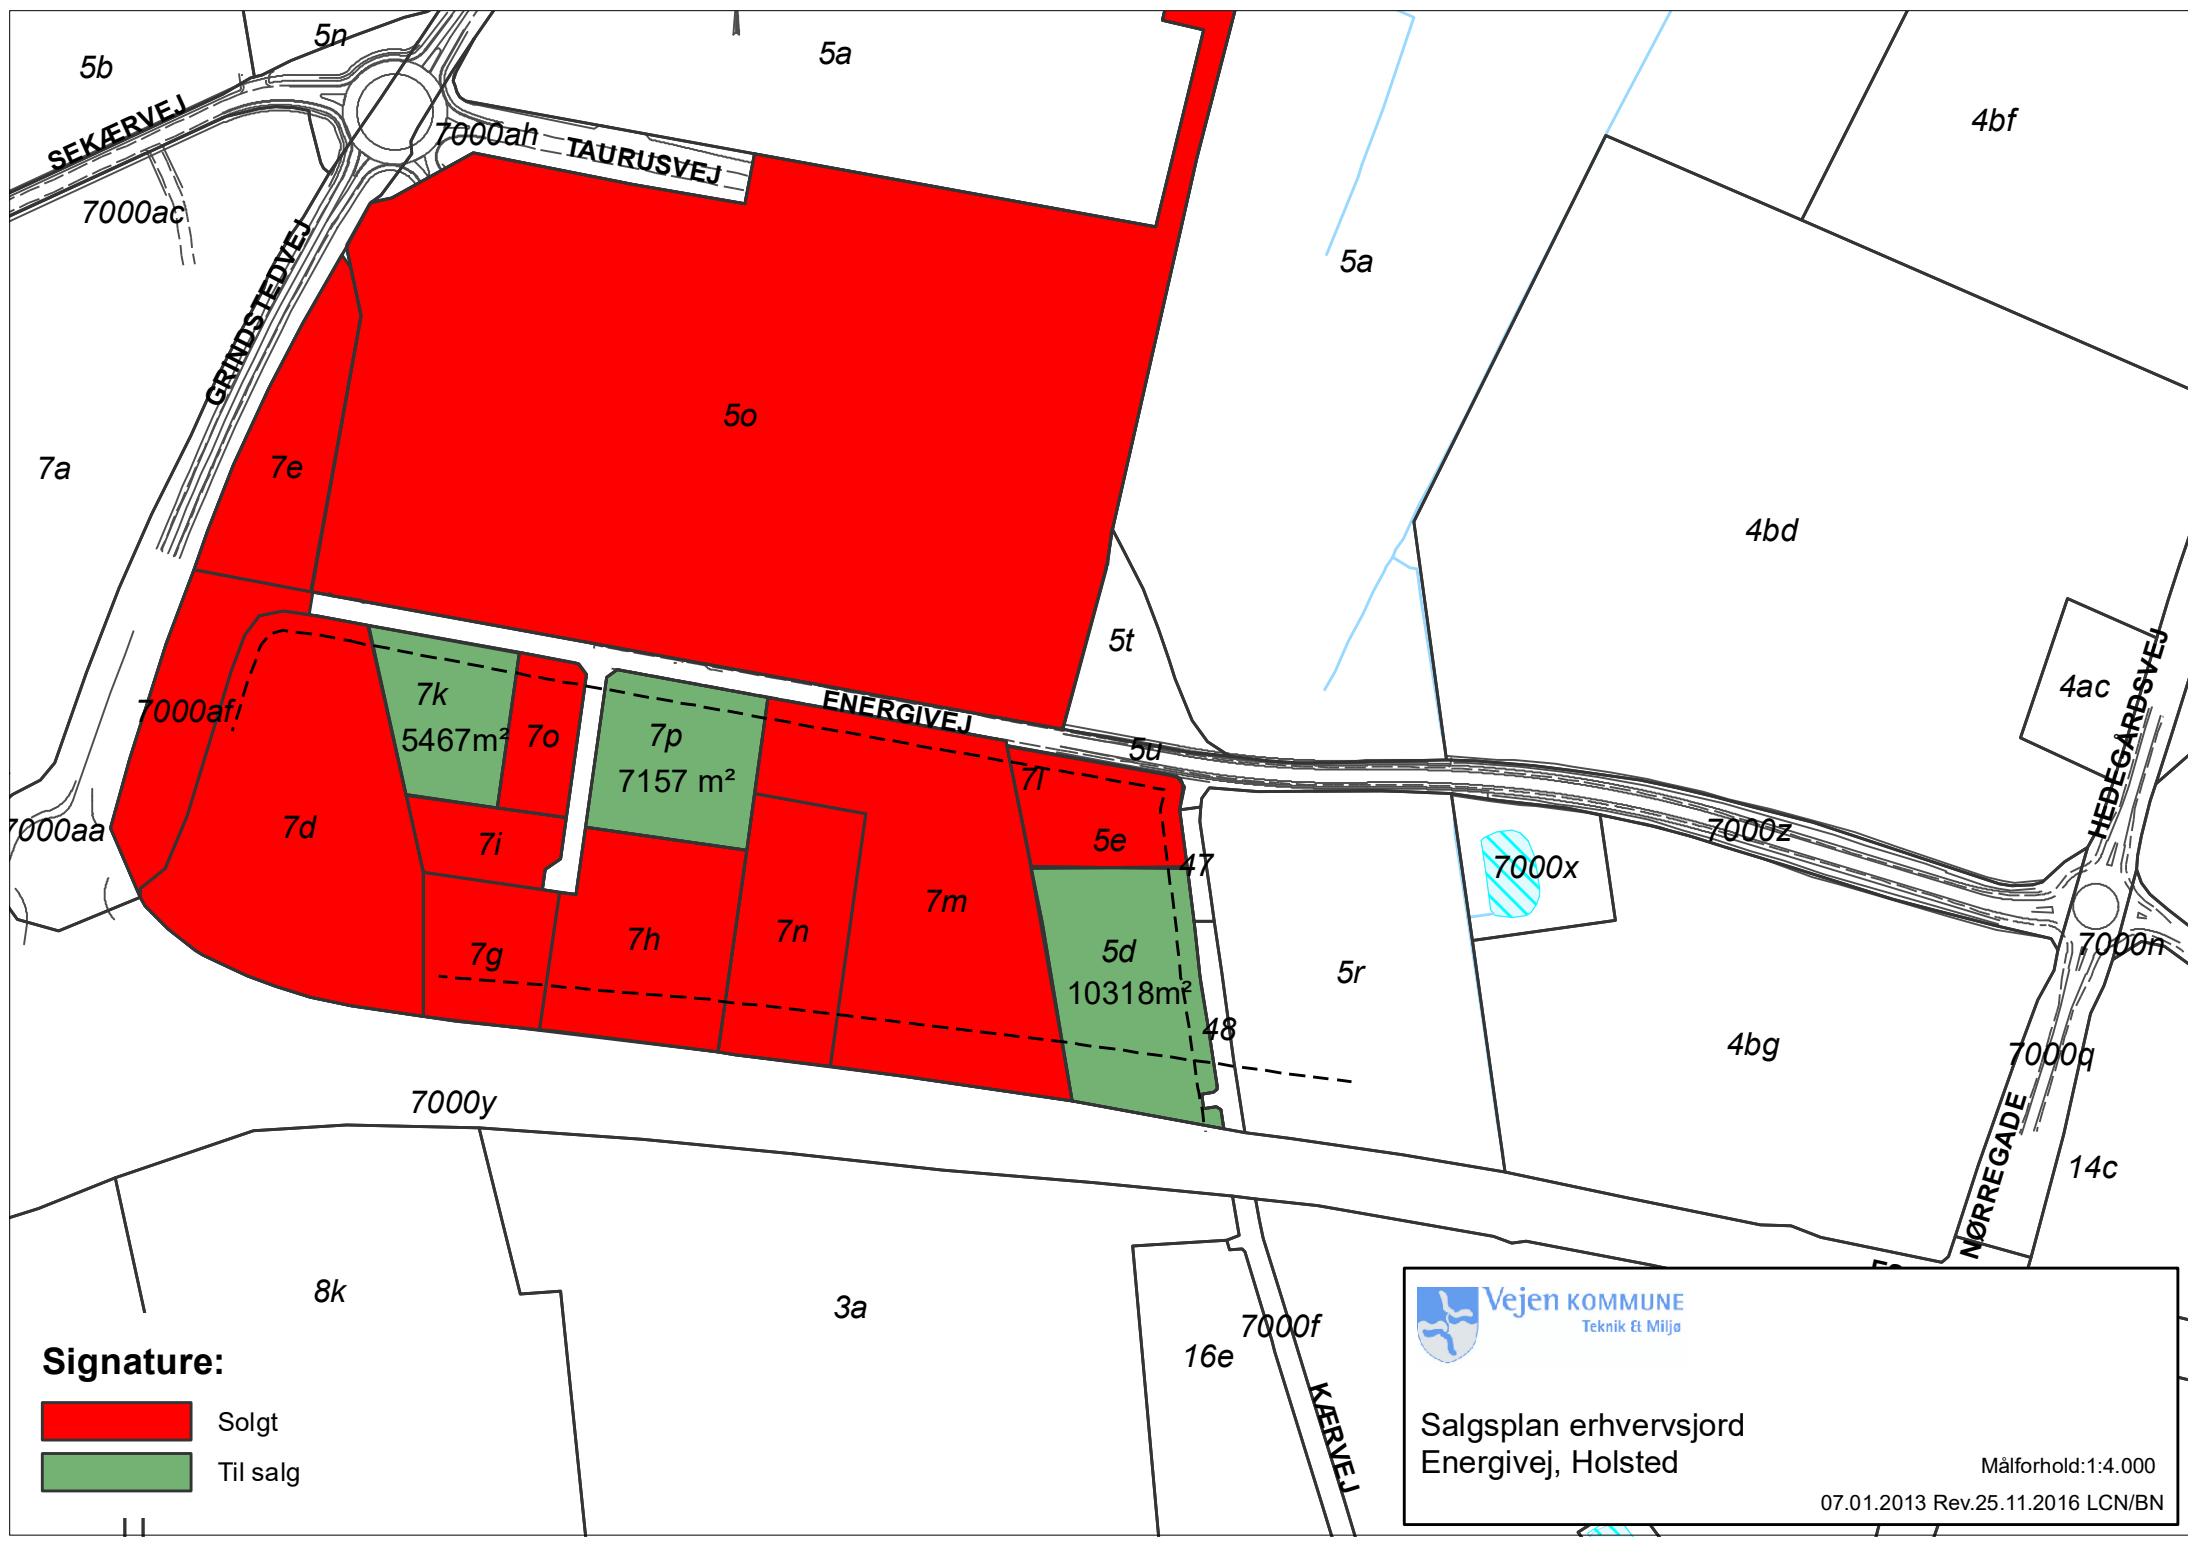 5n
5b
5a
4bf
SEKÆRVEJ
7000ah
TAURUSVEJ
7000ac
5a
GRINDSTEDVEJ
5o
7e
7a
4bd
5t
HEDEGÅRDSVEJ
4ac
7k
5467m²
7000af
7o
7p
7157 m²
ENERGIVEJ
5u
7l
7d
7000aa
7i
5e
7000z
47
7000x
7m
7n
7h
7g
5d
10318m²
5r
7000n
48
4bg
7000q
7000y
NØRREGADE
14c
8k
3a
7000f
16e
KÆRVEJ
Signature:
Solgt
Til salg
Vejen KOMMUNE
Teknik & Miljø
Salgsplan erhvervsjord
Energivej, Holsted
Målforhold:1:4.000
07.01.2013 Rev.25.11.2016 LCN/BN